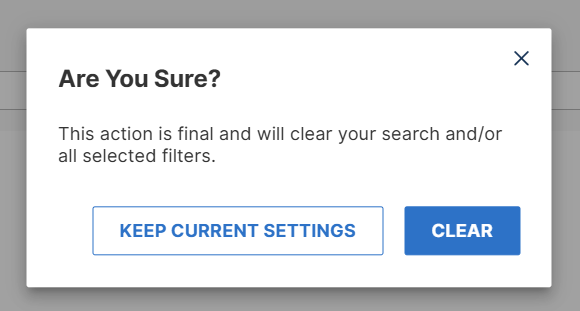 Are You Sure?
This action is final and will clear your search and/or
all selected filters.
KEEP CURRENT SETTINGS
CLEAR